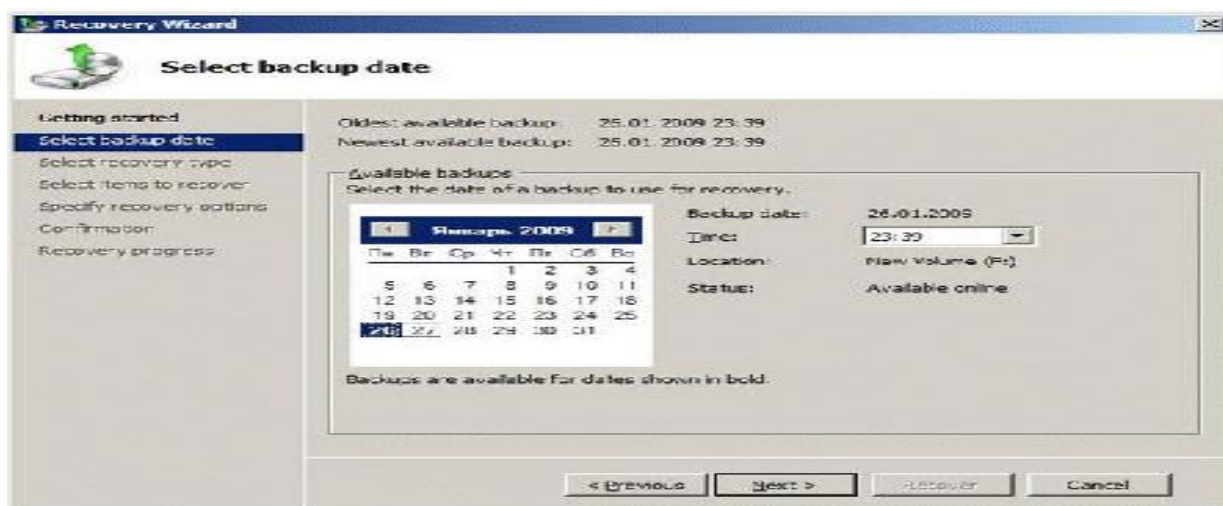 Recovery Wizard
Select backup date
Getting started
Select backup date
Select recovery type
Select items to recover
Specify recovery options
Confirmation
Recovery progress
Oldest available backup: 26.01.2009 23:39
Newest available backup: 26.01.2009 23:39
Available backups
Select the date of a backup to use for recovery.
Январь 2009
Пн Вт Ср Чт Пт Сб Вс
1 2 3 4
5 6 7 8 9 10 11
12 13 14 15 16 17 18
19 20 21 22 23 24 25
26 27 28 29 30 31
Backup date: 26.01.2009
Time: 23:39
Location: New Volume (F:)
Status: Available online
Backups are available for dates shown in bold.
< Previous
Next >
Recover
Cancel